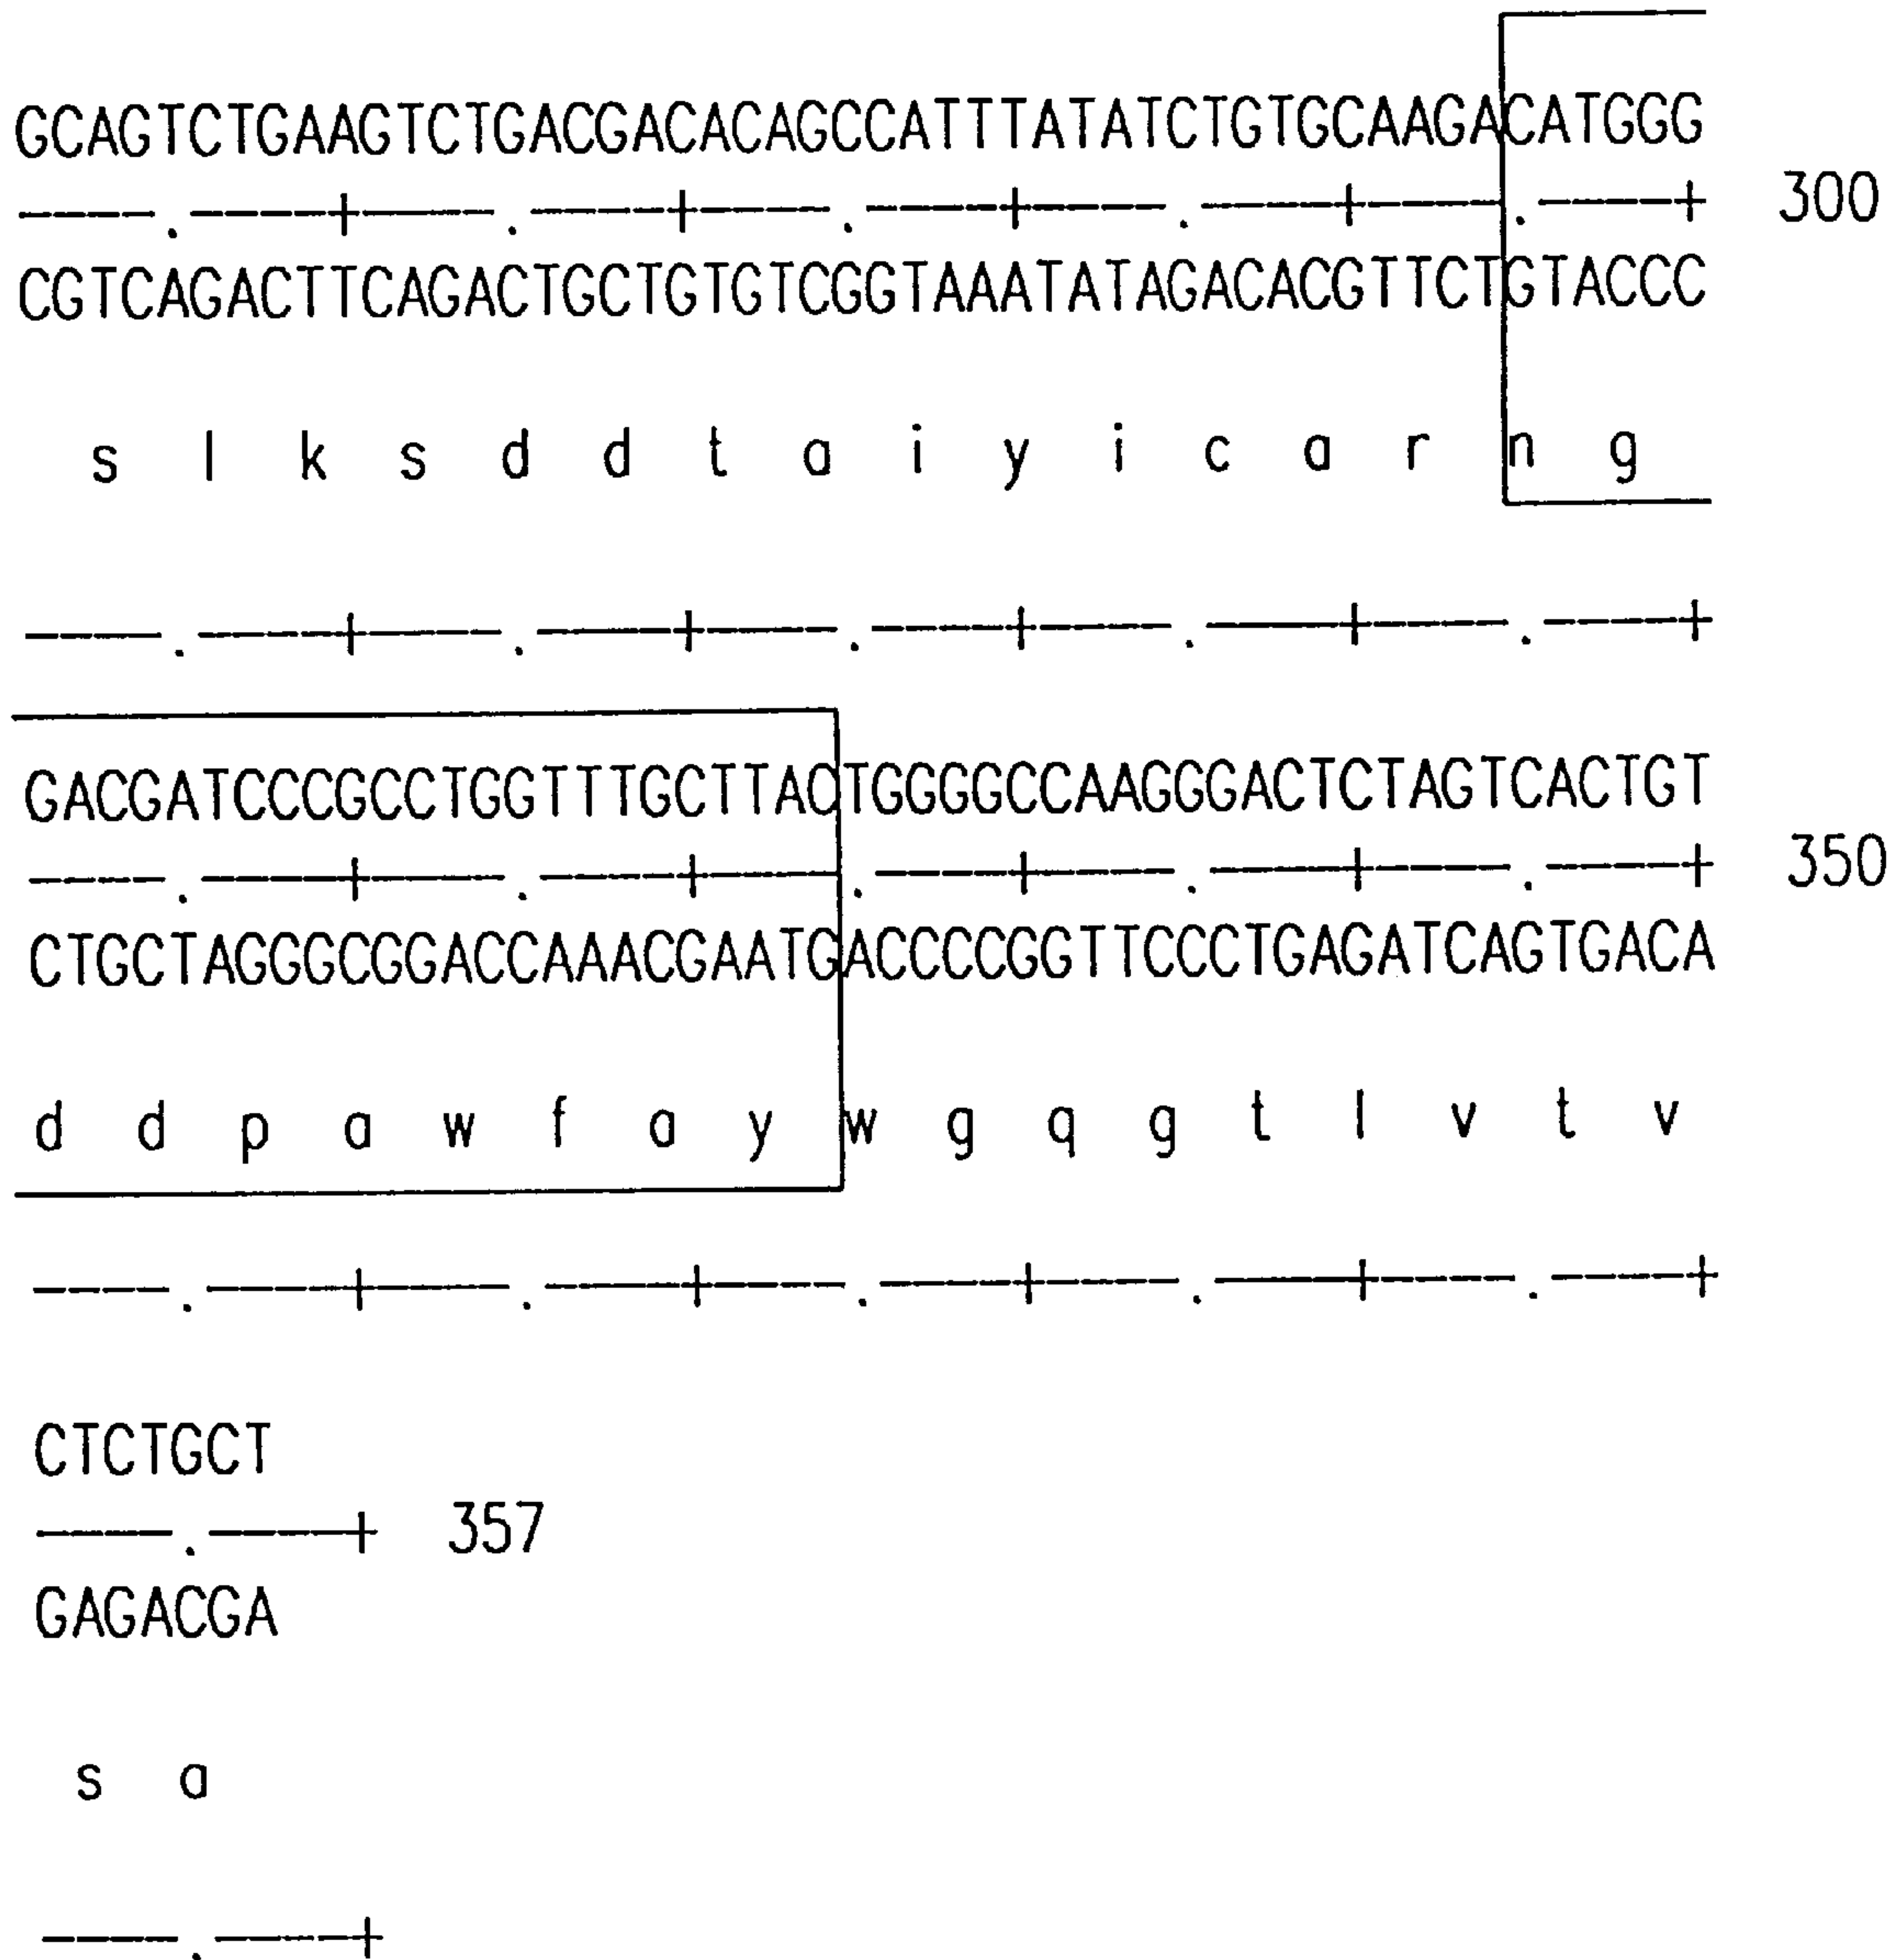 GCAGTCTGAAGTCTGACGACACAGCCATTTATATCTGTGCAAGACATGGG
300
CGTCAGACTTCAGACTGCTGTGTCGGTAAATATAGACACGTTCTGTACCC
s l k s d d t a i y i c a r n g
GACGATCCCGCCTGGTTTGCTTACTGGGGCCAAGGGACTCTAGTCACTGT
350
CTGCTAGGGCGGACCAAACGAATGACCCCGGTTCCCTGAGATCAGTGACA
d d p a w f a y w g q g t l v t v
CTCTGCT
357
GAGACGA
s a